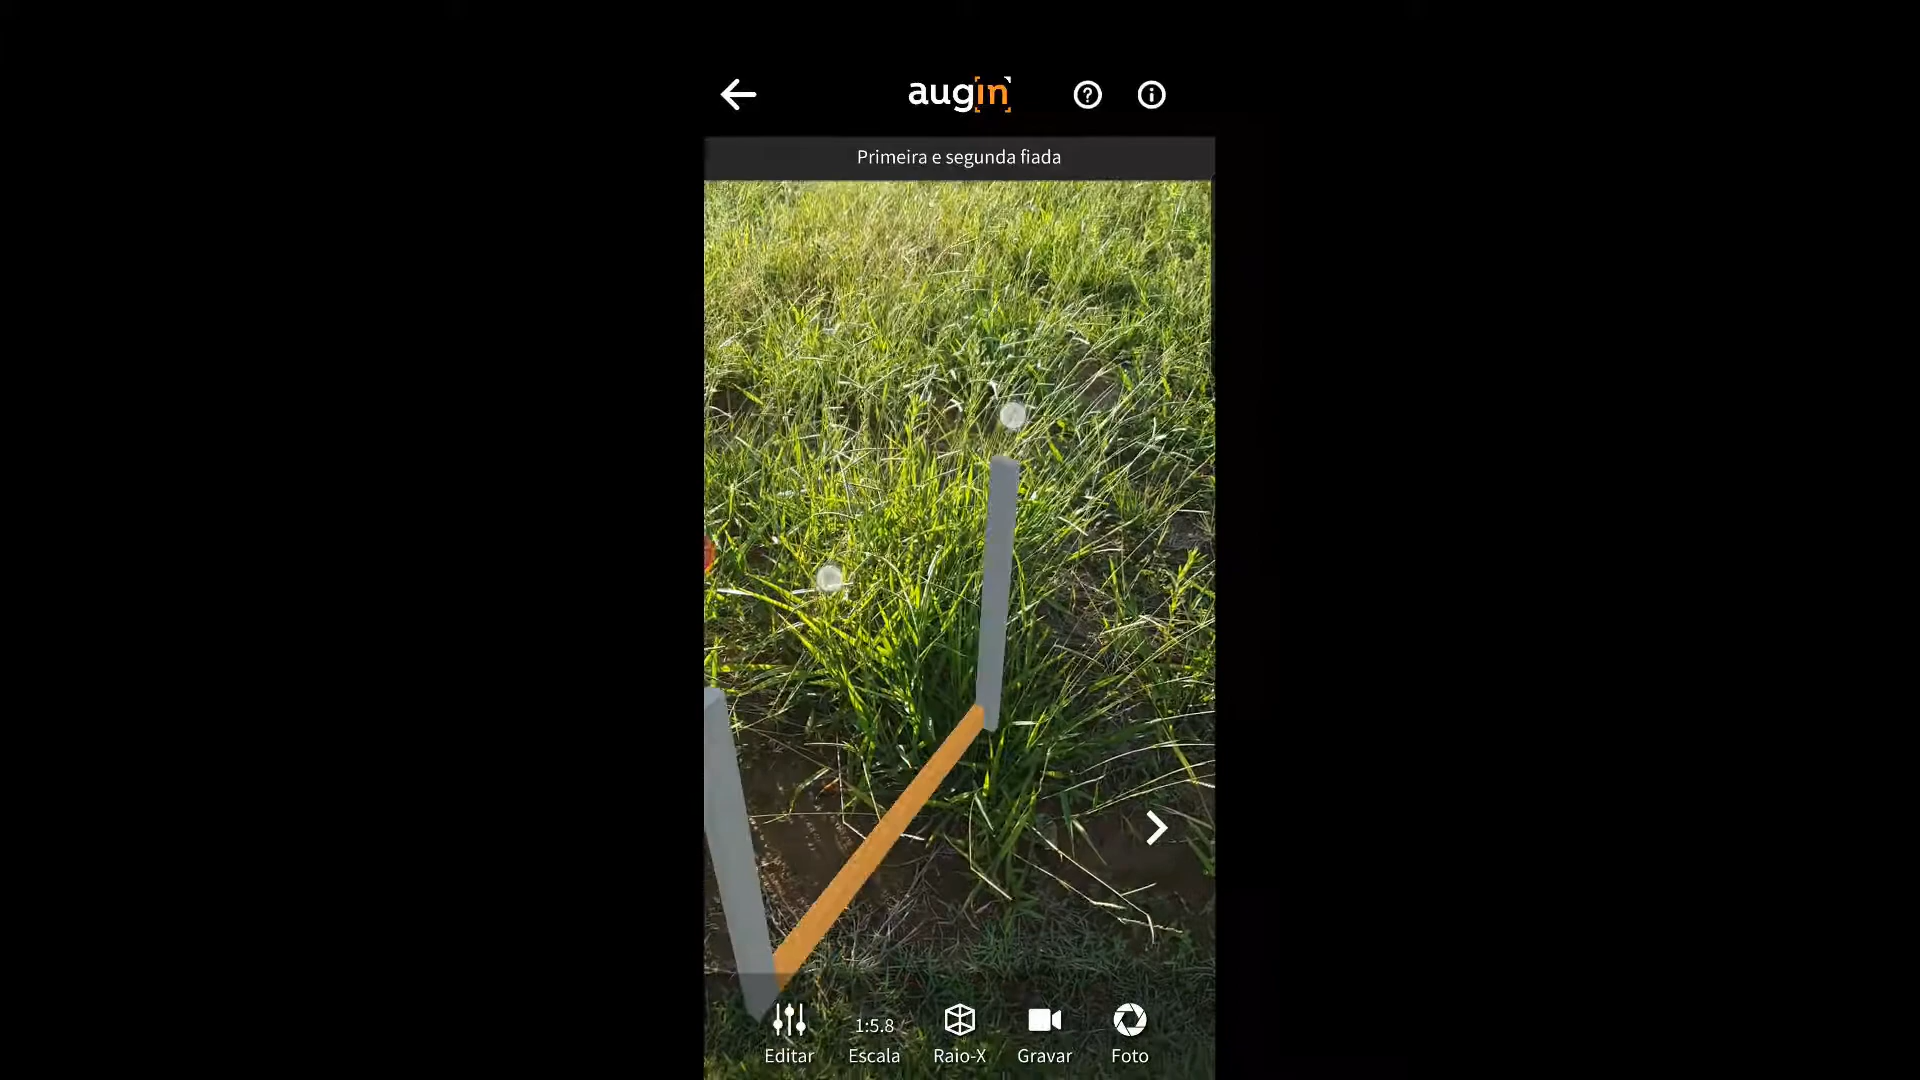 augin
Primeira e segunda fiada
1:5.8
Editar
Escala
Raio-X
Gravar
Foto